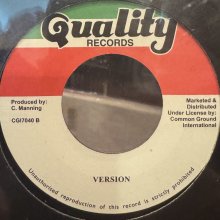 Quality
RECORDS
Produced by:
C. Manning
CGI7040 B
Marketed &
Distributed
Under License by:
Common Ground
International
VERSION
Unauthorised reproduction of this record is strictly prohibited